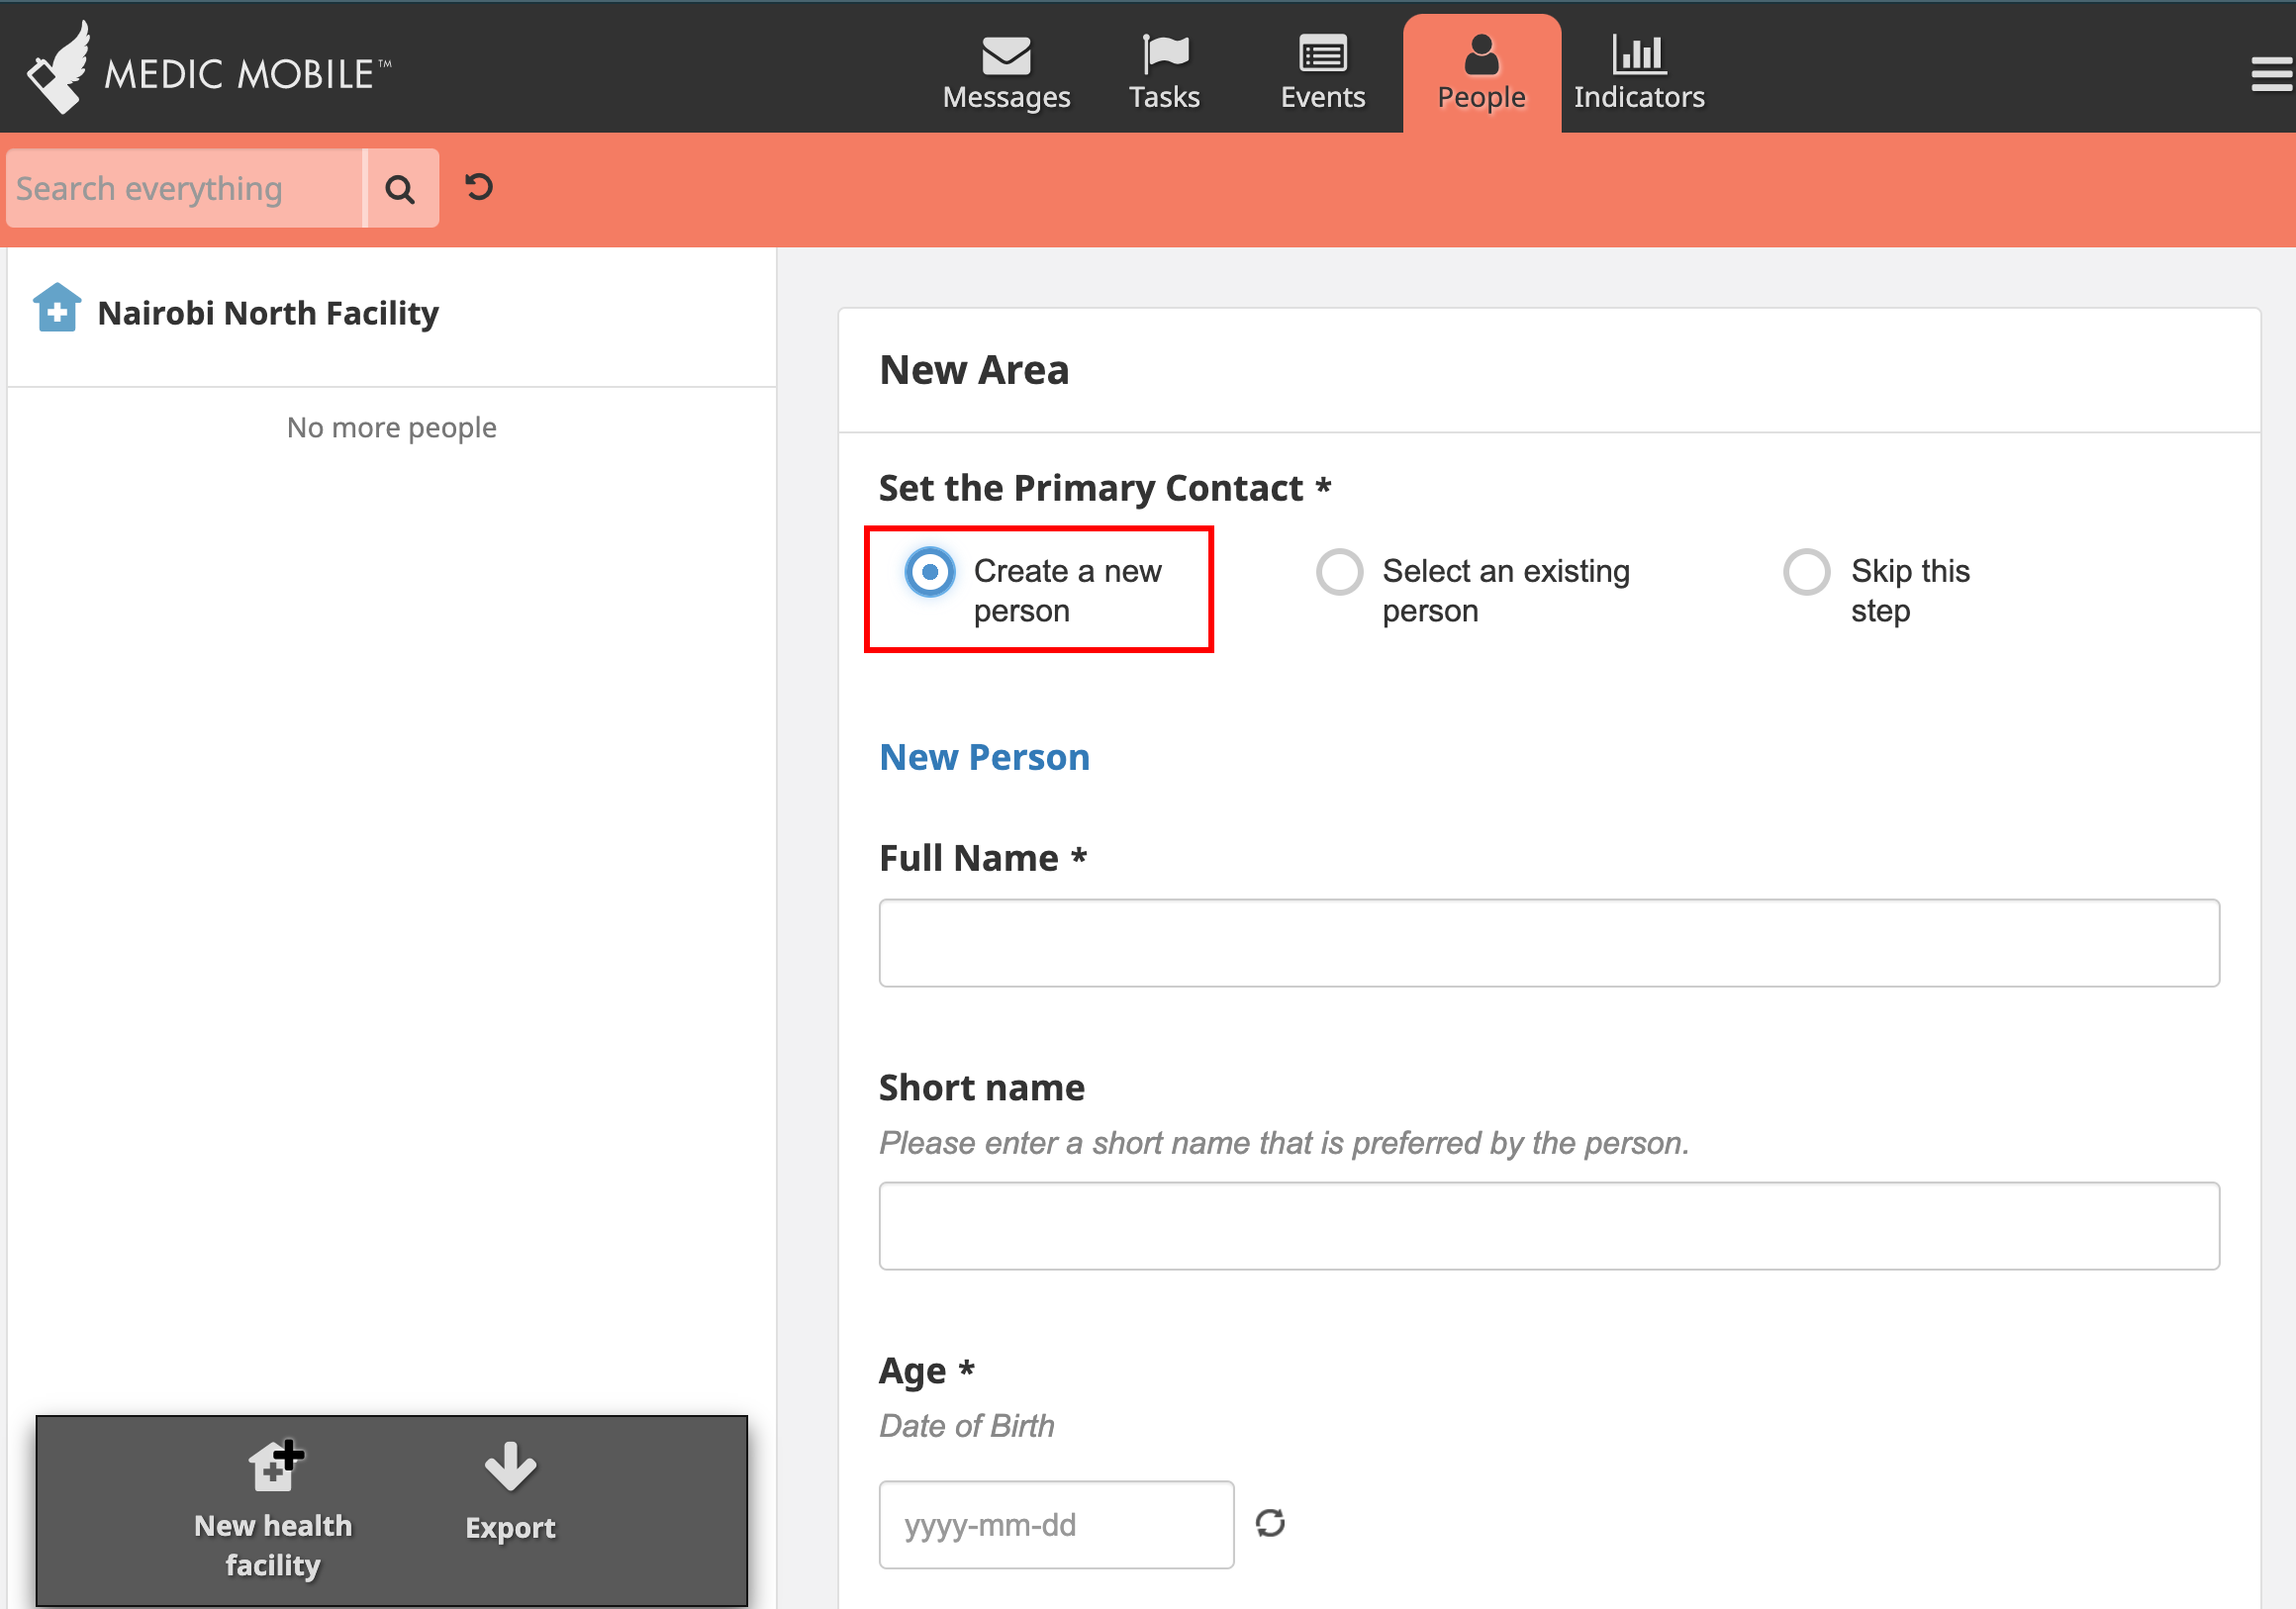 MEDIC MOBILE™
Messages
Tasks
Events
People
Indicators
Search everything
Nairobi North Facility
No more people
New health
facility
Export
New Area
Set the Primary Contact *
Create a new
person
Select an existing
person
Skip this
step
New Person
Full Name *
Short name
Please enter a short name that is preferred by the person.
Age *
Date of Birth
yyyy-mm-dd